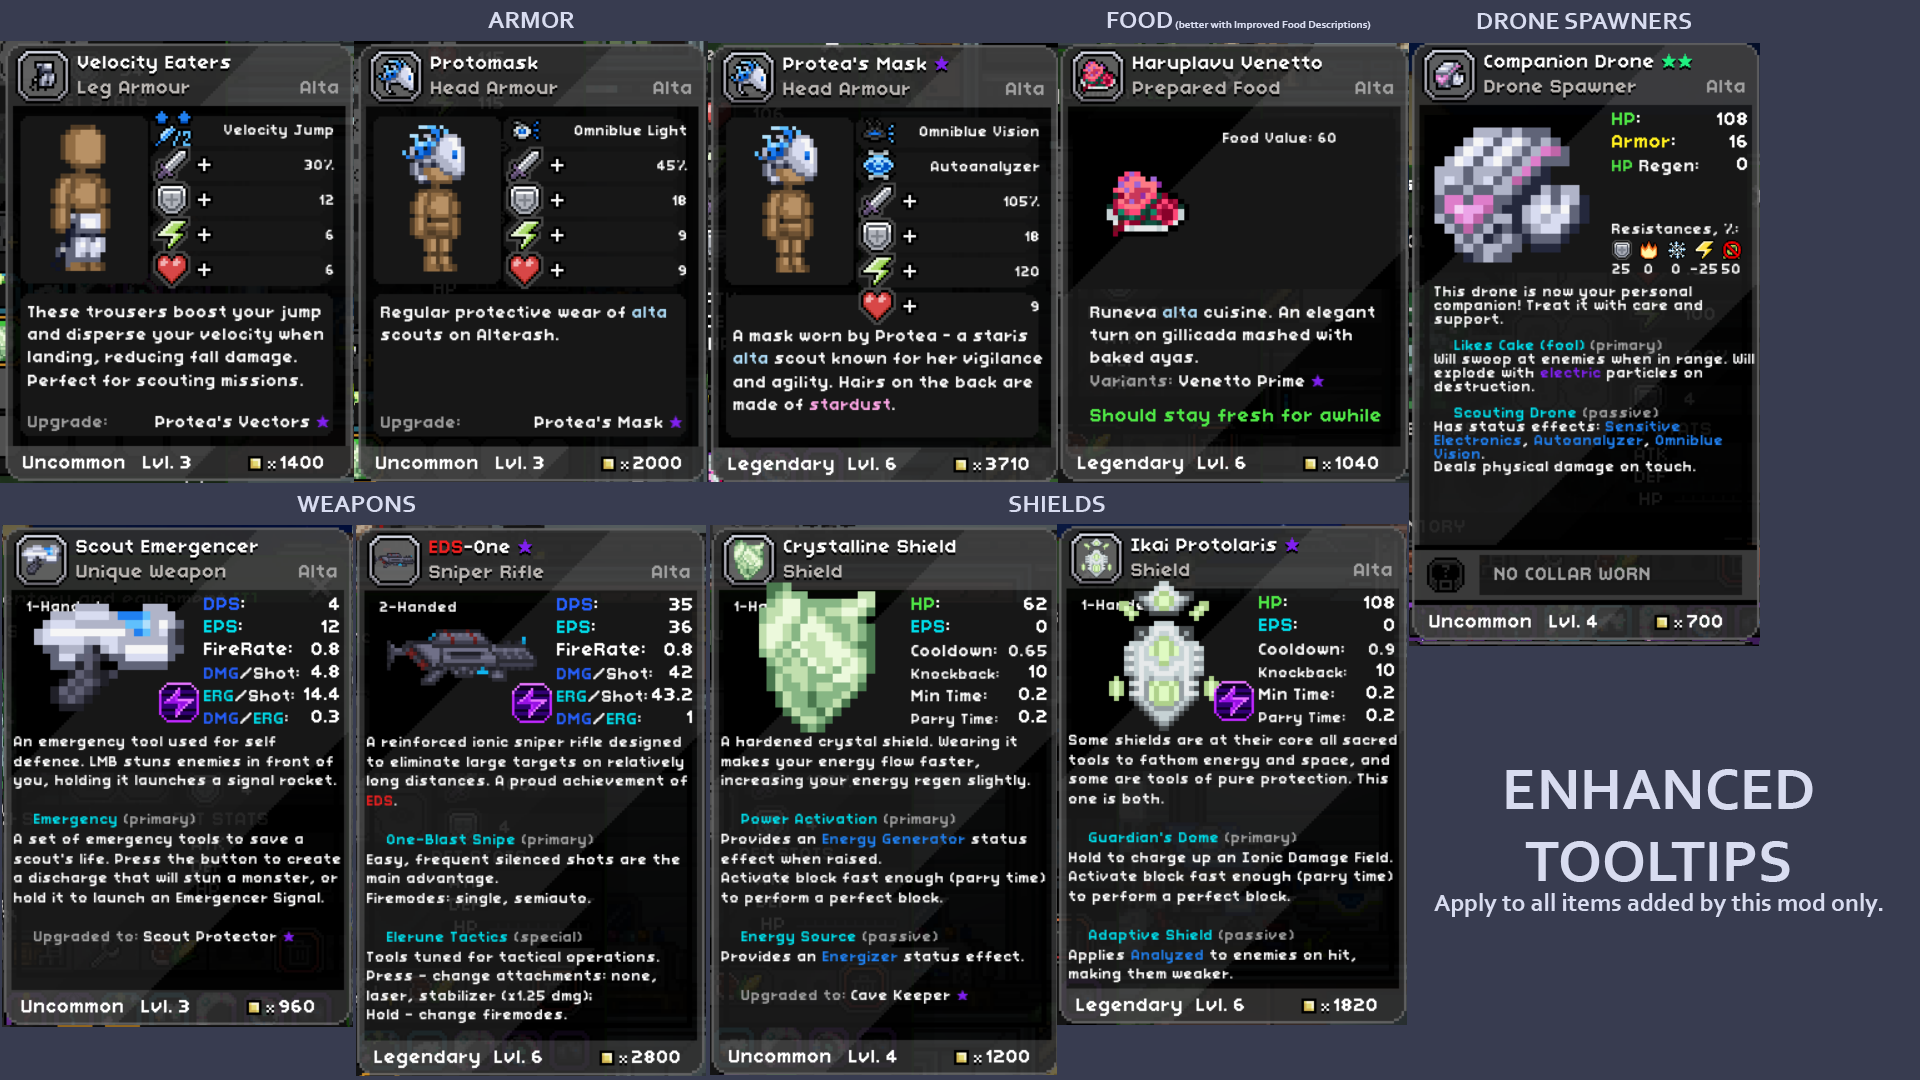 ARMOR
FOOD (better with Improved Food Descriptions)
DRONE SPAWNERS
Velocity Eaters
Leg Armour
Alta
Velocity Jump
+ 30%
+ 12
+ 6
+ 6
These trousers boost your jump
and disperse your velocity when
landing, reducing fall damage.
Perfect for scouting missions.
Upgrade: Protea's Vectors
Uncommon Lvl. 3 x1400
Protomask
Head Armour
Alta
Omniblue Light
+ 45%
+ 18
+ 9
+ 9
Regular protective wear of alta
scouts on Alterash.
Upgrade: Protea's Mask
Uncommon Lvl. 3 x2000
Protea's Mask
Head Armour
Alta
Omniblue Vision
Autoanalyzer
+ 105%
+ 18
+ 120
+ 9
A mask worn by Protea - a staris
alta scout known for her vigilance
and agility. Hairs on the back are
made of stardust.
Legendary Lvl. 6 x3710
Haruplavu Venetto
Prepared Food
Alta
Food Value: 60
Runeva alta cuisine. An elegant
turn on gillicada mashed with
baked ayas.
Variants: Venetto Prime
Should stay fresh for awhile
Legendary Lvl. 6 x1040
Companion Drone
Drone Spawner
Alta
HP: 108
Armor: 16
HP Regen: 0
Resistances, %:
25 0 0 -25 50
This drone is now your personal
companion! Treat it with care and
support.
Likes Cake (fool) (primary)
Will swoop at enemies when in range. Will
explode with electric particles on
destruction.
Scouting Drone (passive)
Has status effects: Sensitive
Electronics, Autoanalyzer, Omniblue
Vision.
Deals physical damage on touch.
NO COLLAR WORN
Uncommon Lvl. 4 x700
WEAPONS
SHIELDS
Scout Emergencer
Unique Weapon
Alta
1-Hand
DPS: 4
EPS: 12
FireRate: 0.8
DMG/Shot: 4.8
ERG/Shot: 14.4
DMG/ERG: 0.3
An emergency tool used for self
defence. LMB stuns enemies in front of
you, holding it launches a signal rocket.
Emergency (primary)
A set of emergency tools to save a
scout's life. Press the button to create
a discharge that will stun a monster, or
hold it to launch an Emergencer Signal.
Upgraded to: Scout Protector
Uncommon Lvl. 3 x960
EDS-One
Sniper Rifle
Alta
2-Handed
DPS: 35
EPS: 36
FireRate: 0.8
DMG/Shot: 42
ERG/Shot: 43.2
DMG/ERG: 1
A reinforced ionic sniper rifle designed
to eliminate large targets on relatively
long distances. A proud achievement of
EDS.
One-Blast Snipe (primary)
Easy, frequent silenced shots are the
main advantage.
Firemodes: single, semiauto.
Elerune Tactics (special)
Tools tuned for tactical operations.
Press - change attachments: none,
laser, stabilizer (x1.25 dmg);
Hold - change firemodes.
Legendary Lvl. 6 x2800
Crystalline Shield
Shield
1-Ha
HP: 62
EPS: 0
Cooldown: 0.65
Knockback: 10
Min Time: 0.2
Parry Time: 0.2
A hardened crystal shield. Wearing it
makes your energy flow faster,
increasing your energy regen slightly.
Power Activation (primary)
Provides an Energy Generator status
effect when raised.
Activate block fast enough (parry time)
to perform a perfect block.
Energy Source (passive)
Provides an Energizer status effect.
Upgraded to: Cave Keeper
Uncommon Lvl. 4 x1200
Ikai Protolaris
Shield
Alta
1-Hand
HP: 108
EPS: 0
Cooldown: 0.9
Knockback: 10
Min Time: 0.2
Parry Time: 0.2
Some shields are at their core all sacred
tools to fathom energy and space, and
some are tools of pure protection. This
one is both.
Guardian's Dome (primary)
Hold to charge up an Ionic Damage Field.
Activate block fast enough (parry time)
to perform a perfect block.
Adaptive Shield (passive)
Applies Analyzed to enemies on hit,
making them weaker.
Legendary Lvl. 6 x1820
ENHANCED
TOOLTIPS
Apply to all items added by this mod only.